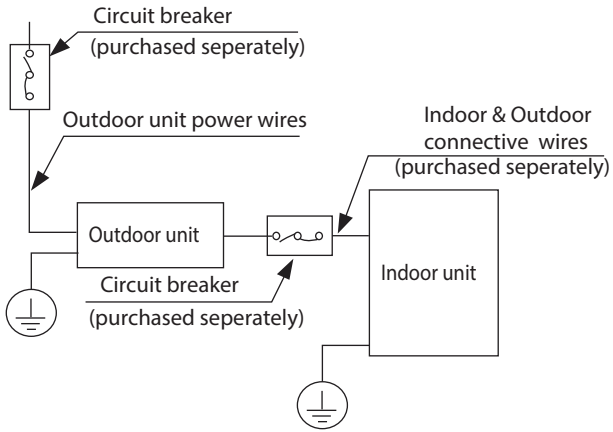 Circuit breaker
(purchased seperately)
Outdoor unit power wires
Indoor & Outdoor
connective wires
(purchased seperately)
Outdoor unit
Indoor unit
Circuit breaker
(purchased seperately)